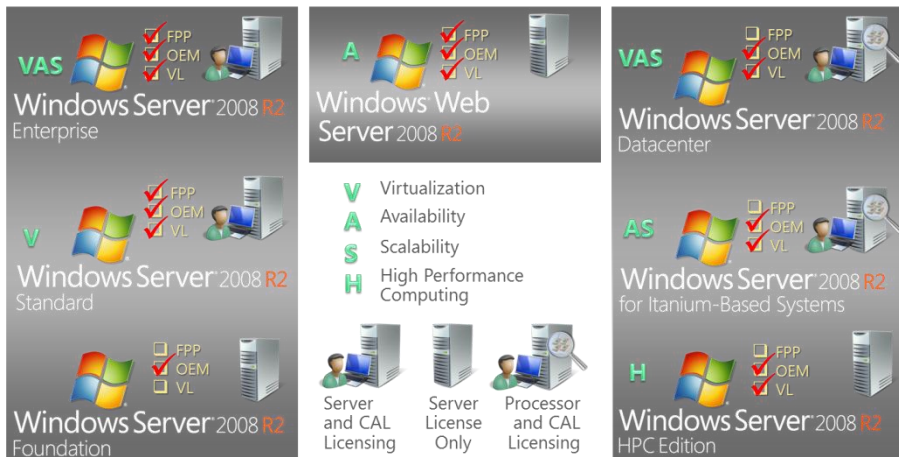 VAS
FPP
OEM
VL
Windows Server® 2008 R2
Enterprise
V
FPP
OEM
VL
Windows Server® 2008 R2
Standard
FPP
OEM
VL
Windows Server® 2008 R2
Foundation
A
FPP
OEM
VL
Windows® Web
Server 2008 R2
V Virtualization
A Availability
S Scalability
H High Performance
Computing
Server
and CAL
Licensing
Server
License
Only
Processor
and CAL
Licensing
VAS
FPP
OEM
VL
Windows Server® 2008 R2
Datacenter
AS
FPP
OEM
VL
Windows Server® 2008 R2
for Itanium-Based Systems
H
FPP
OEM
VL
Windows Server® 2008 R2
HPC Edition